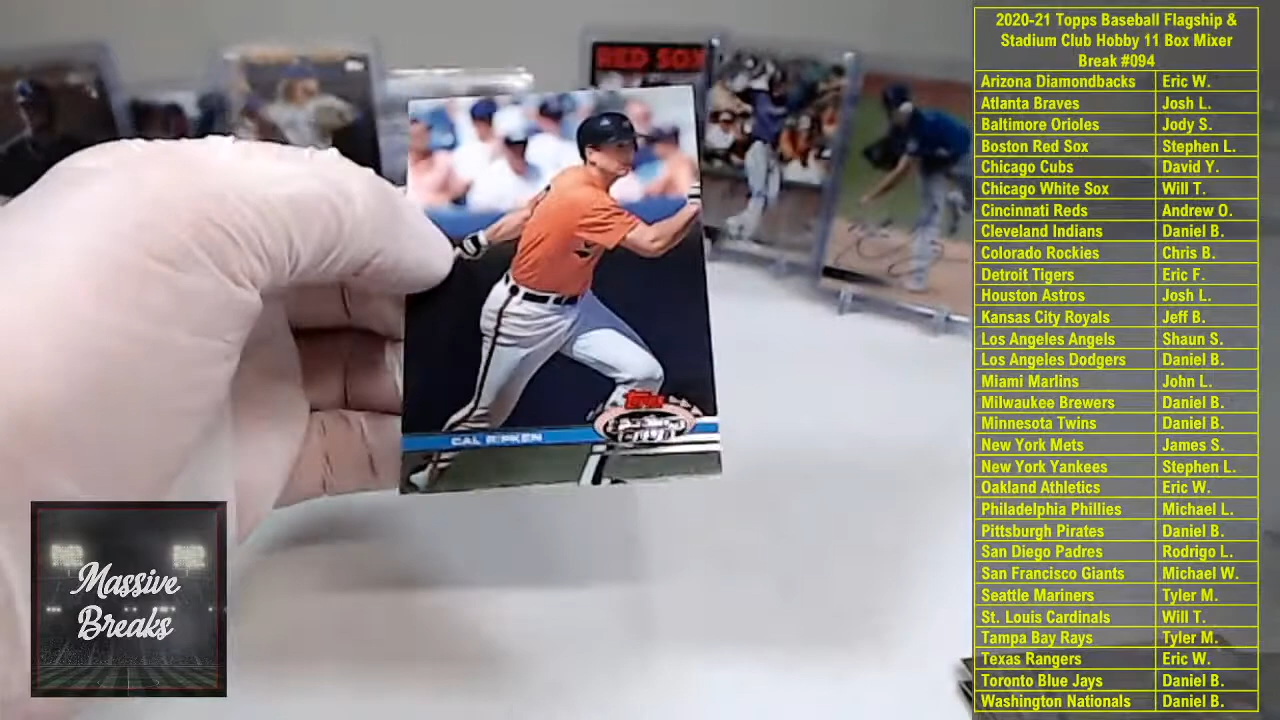 RED SOX
CAL RIPKEN
TOPPS
Massive
Breaks
2020-21 Topps Baseball Flagship &
Stadium Club Hobby 11 Box Mixer
Break #094
Arizona Diamondbacks Eric W.
Atlanta Braves Josh L.
Baltimore Orioles Jody S.
Boston Red Sox Stephen L.
Chicago Cubs David Y.
Chicago White Sox Will T.
Cincinnati Reds Andrew O.
Cleveland Indians Daniel B.
Colorado Rockies Chris B.
Detroit Tigers Eric F.
Houston Astros Josh L.
Kansas City Royals Jeff B.
Los Angeles Angels Shaun S.
Los Angeles Dodgers Daniel B.
Miami Marlins John L.
Milwaukee Brewers Daniel B.
Minnesota Twins Daniel B.
New York Mets James S.
New York Yankees Stephen L.
Oakland Athletics Eric W.
Philadelphia Phillies Michael L.
Pittsburgh Pirates Daniel B.
San Diego Padres Rodrigo L.
San Francisco Giants Michael W.
Seattle Mariners Tyler M.
St. Louis Cardinals Will T.
Tampa Bay Rays Tyler M.
Texas Rangers Eric W.
Toronto Blue Jays Daniel B.
Washington Nationals Daniel B.